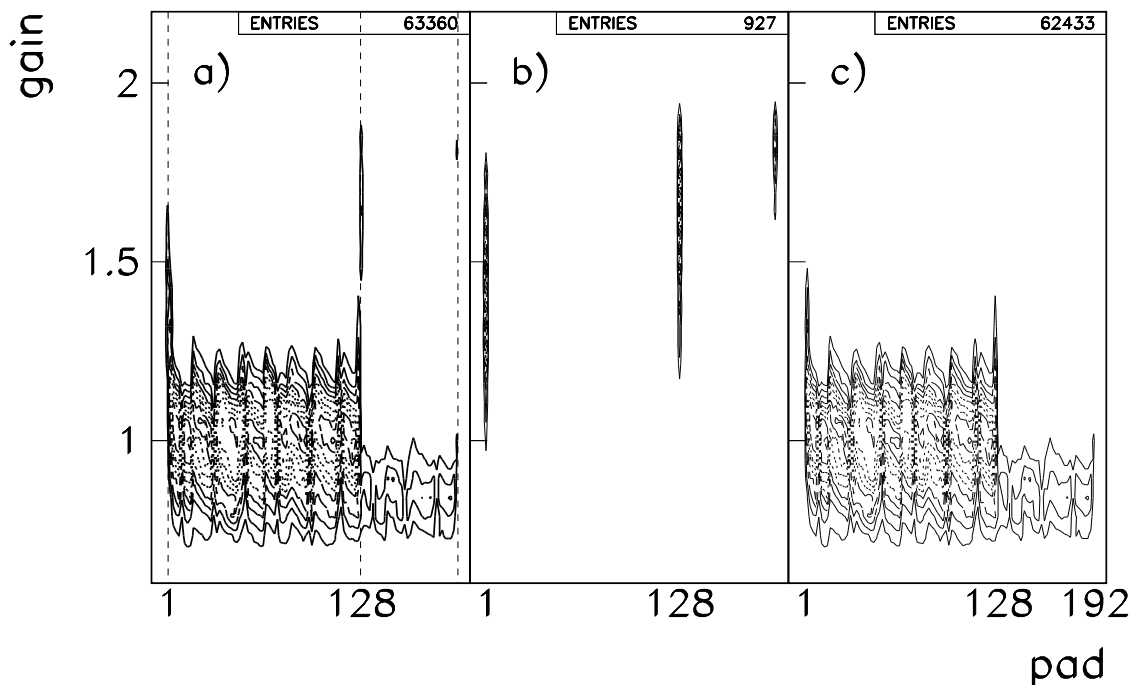 ENTRIES 63360
ENTRIES 927
ENTRIES 62433
gain
a)
b)
c)
2
1.5
1
1 128
1 128
1 128 192
pad